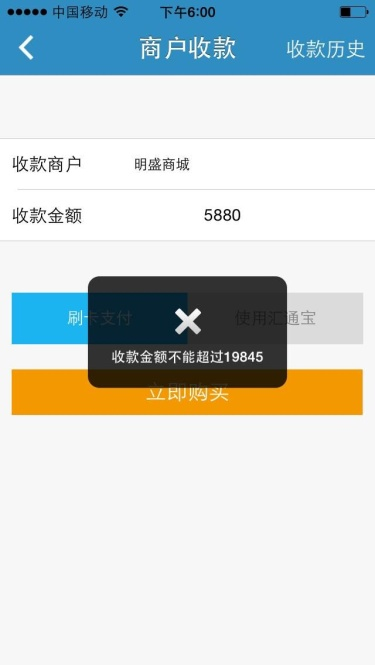 中国移动 下午6:00
商户收款 收款历史
收款商户 明盛商城
收款金额 5880
刷卡支付 使用汇通宝
收款金额不能超过19845
立即购买